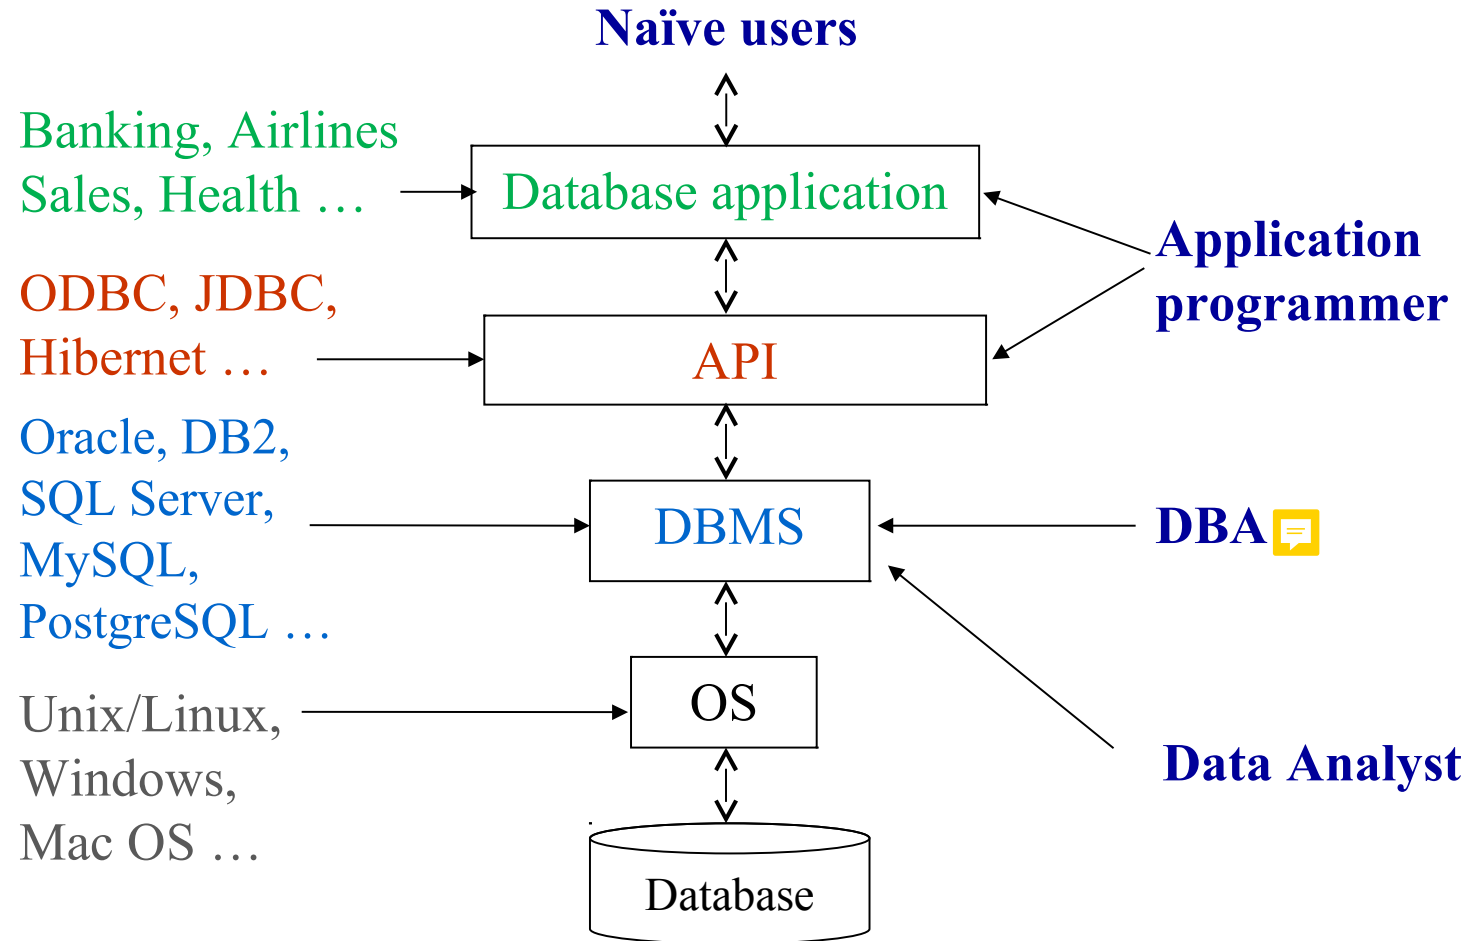 Naïve users
Banking, Airlines
Sales, Health …
Database application
Application
programmer
ODBC, JDBC,
Hibernet …
API
Oracle, DB2,
SQL Server,
MySQL,
PostgreSQL …
DBMS
DBA
Unix/Linux,
Windows,
Mac OS …
OS
Data Analyst
Database